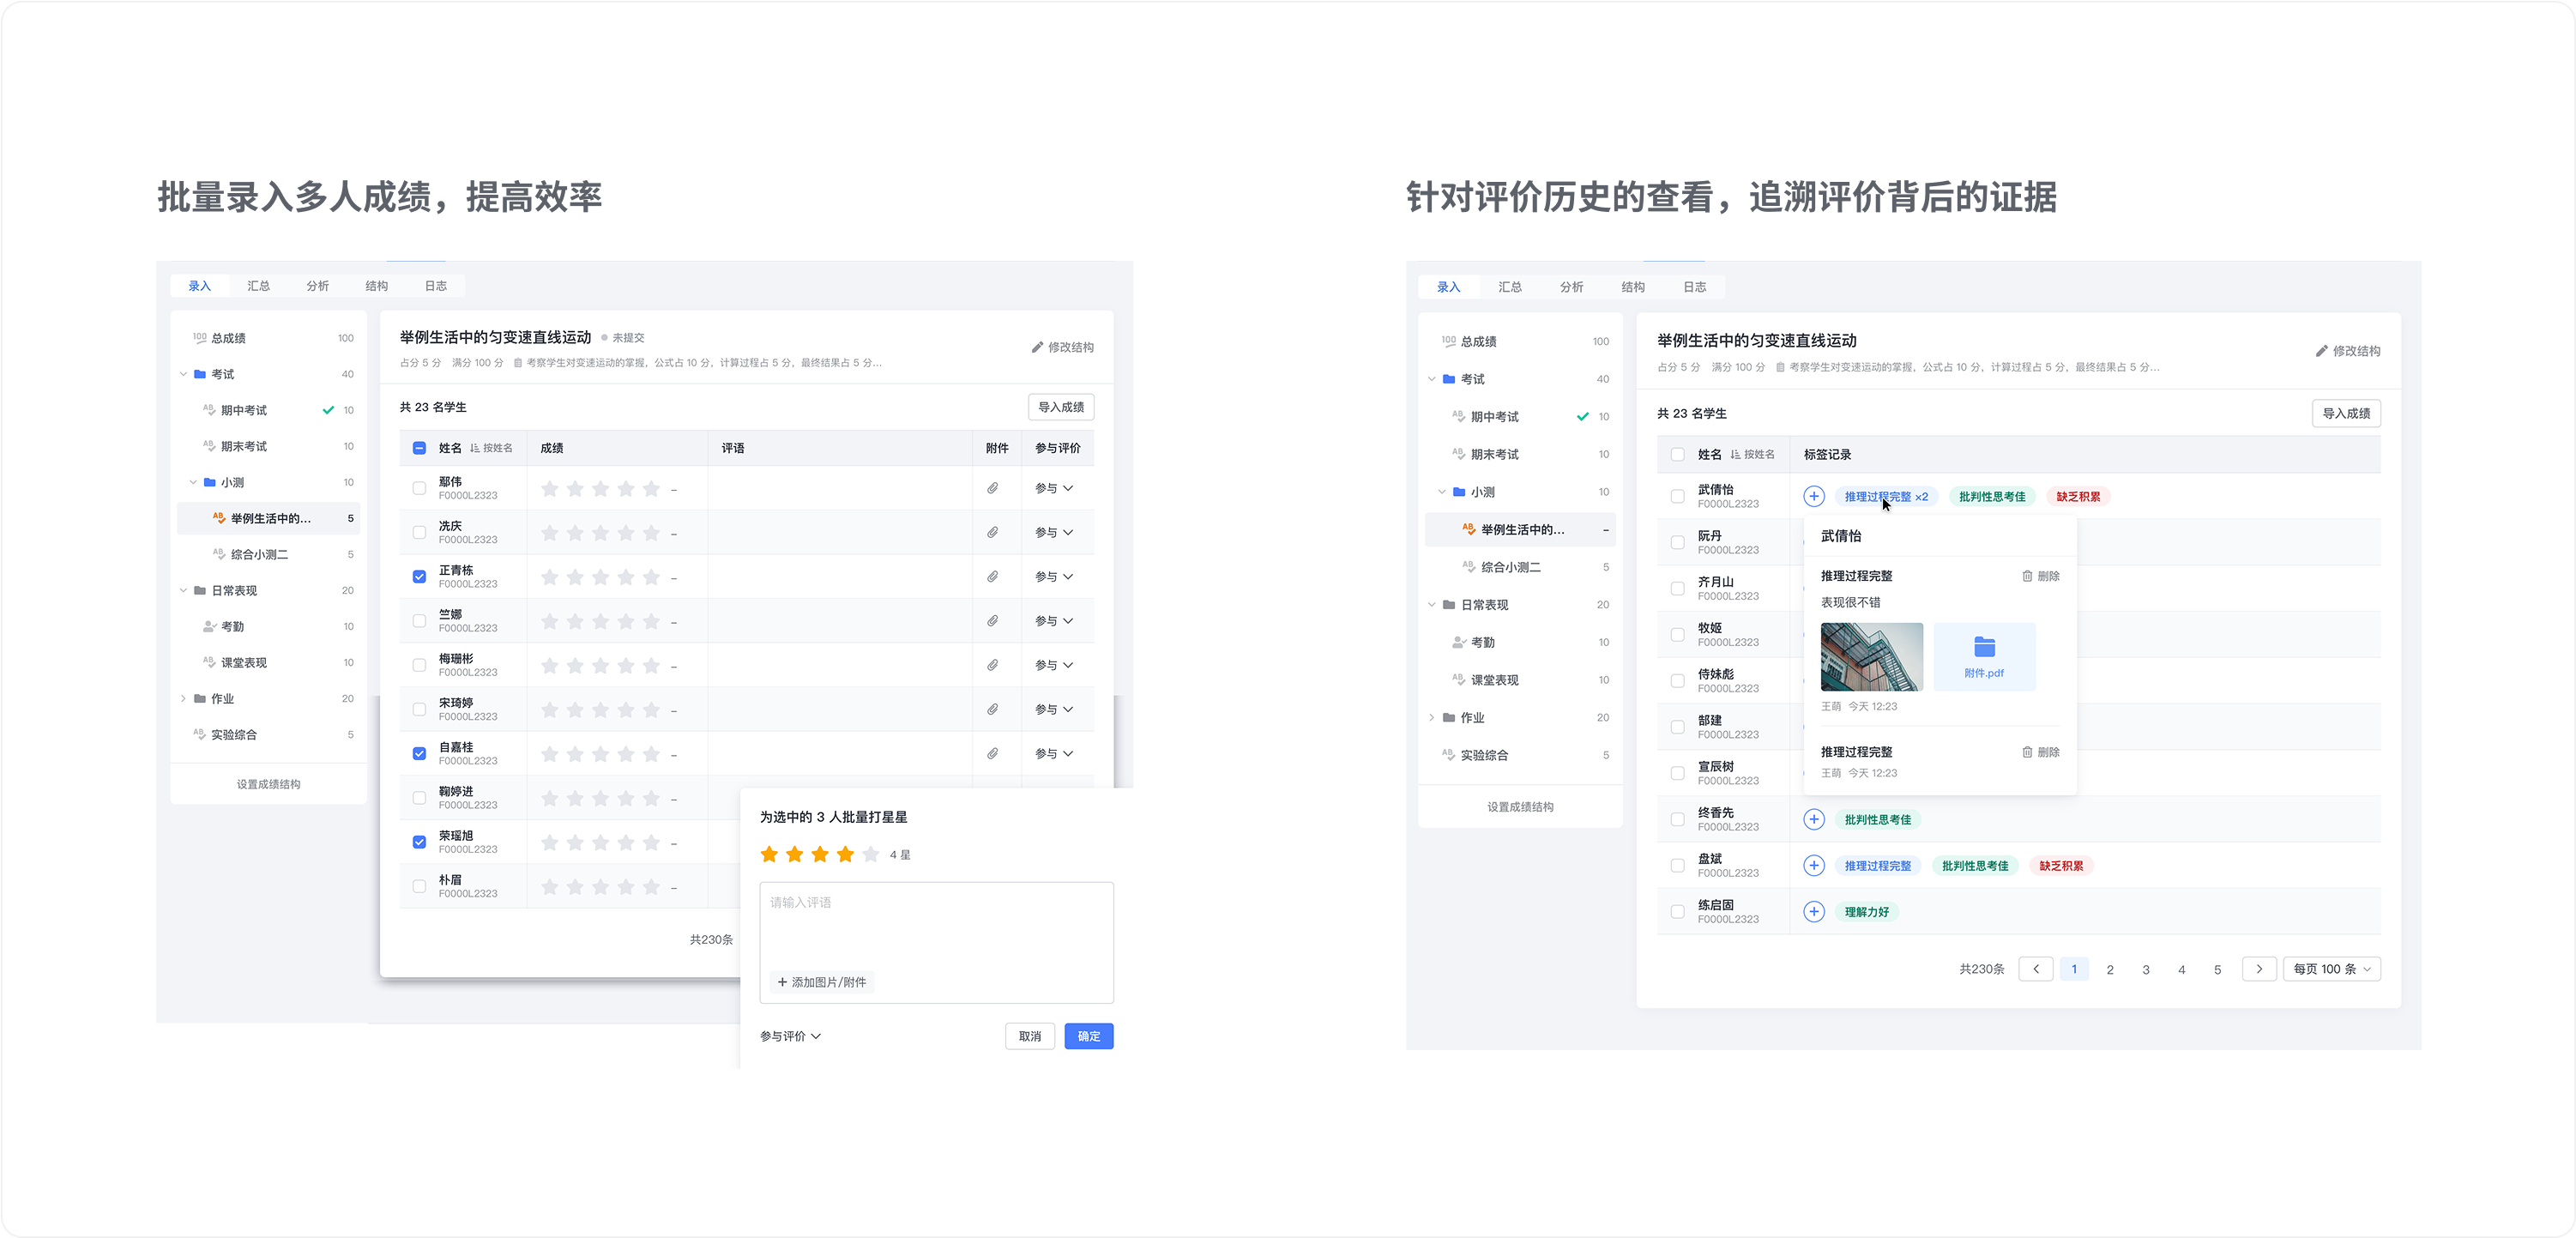 批量录入多人成绩，提高效率
录入 汇总 分析 结构 日志
100 总成绩 100
考试 40
期中考试 10
期末考试 10
小测 10
举例生活中的... 5
综合小测二 5
日常表现 20
考勤 10
课堂表现 10
作业 20
实验综合 5
设置成绩结构
举例生活中的匀变速直线运动 未提交
修改结构
占分 5 分 满分 100 分 考察学生对变速运动的掌握，公式占 10 分，计算过程占 5 分，最终结果占 5 分...
共 23 名学生 导入成绩
姓名 按姓名 成绩 评语 附件 参与评价
鄢伟 – 参与
F0000L2323
冼庆 – 参与
F0000L2323
正青栋 – 参与
F0000L2323
竺娜 – 参与
F0000L2323
梅珊彬 – 参与
F0000L2323
宋琦婷 – 参与
F0000L2323
自嘉桂 – 参与
F0000L2323
鞠婷进 –
F0000L2323
荣瑶旭 –
F0000L2323
朴眉 –
F0000L2323
共230条
为选中的 3 人批量打星星
4 星
请输入评语
+ 添加图片/附件
参与评价 取消 确定
针对评价历史的查看，追溯评价背后的证据
录入 汇总 分析 结构 日志
100 总成绩 100
考试 40
期中考试 10
期末考试 10
小测 10
举例生活中的... –
综合小测二 5
日常表现 20
考勤 10
课堂表现 10
作业 20
实验综合 5
设置成绩结构
举例生活中的匀变速直线运动
修改结构
占分 5 分 满分 100 分 考察学生对变速运动的掌握，公式占 10 分，计算过程占 5 分，最终结果占 5 分...
共 23 名学生 导入成绩
姓名 按姓名 标签记录
武倩怡 推理过程完整 ×2 批判性思考佳 缺乏积累
F0000L2323
阮丹
F0000L2323
齐月山
F0000L2323
牧姬
F0000L2323
侍妹彪
F0000L2323
郜建
F0000L2323
宣辰树
F0000L2323
终香先 批判性思考佳
F0000L2323
盘斌 推理过程完整 批判性思考佳 缺乏积累
F0000L2323
练启固 理解力好
F0000L2323
武倩怡
推理过程完整 删除
表现很不错
附件.pdf
王萌 今天 12:23
推理过程完整 删除
王萌 今天 12:23
共230条 1 2 3 4 5 每页 100 条